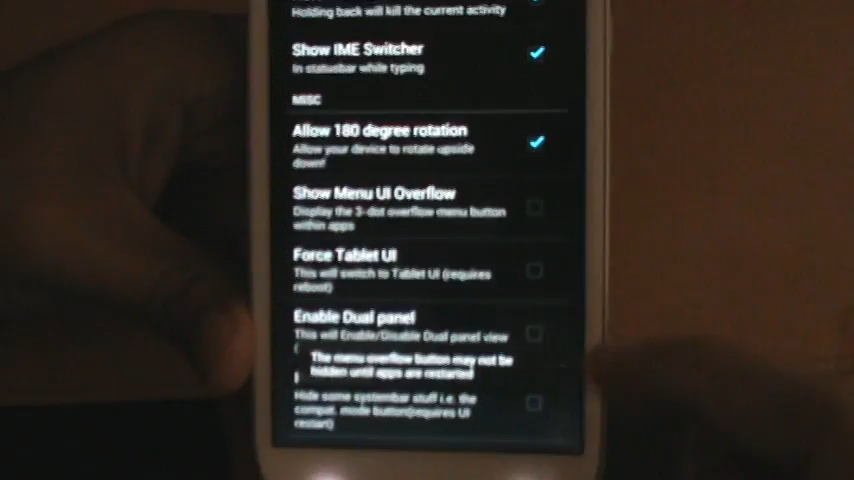 Holding back will kill the current activity
Show IME Switcher
In statusbar while typing
MISC
Allow 180 degree rotation
Allow your device to rotate upside
down!
Show Menu UI Overflow
Display the 3-dot overflow menu button
within apps
Force Tablet UI
This will switch to Tablet UI (requires
reboot)
Enable Dual panel
This will Enable/Disable Dual panel view
(
The menu overflow button may not be
hidden until apps are restarted
Hide some systembar stuff i.e. the
compat. mode button(requires UI
restart)